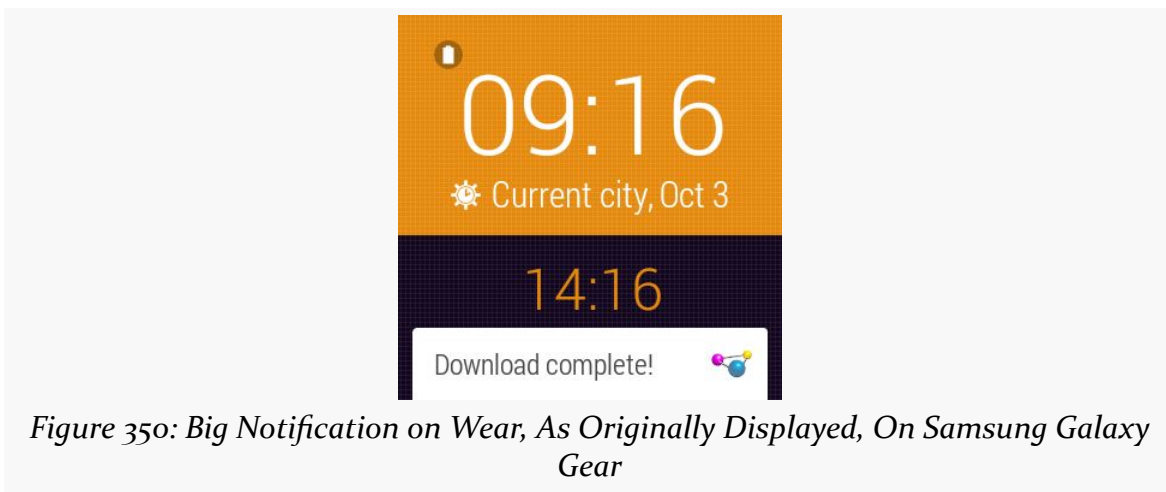 09:16
Current city, Oct 3
14:16
Download complete!
Figure 350: Big Notification on Wear, As Originally Displayed, On Samsung Galaxy
Gear